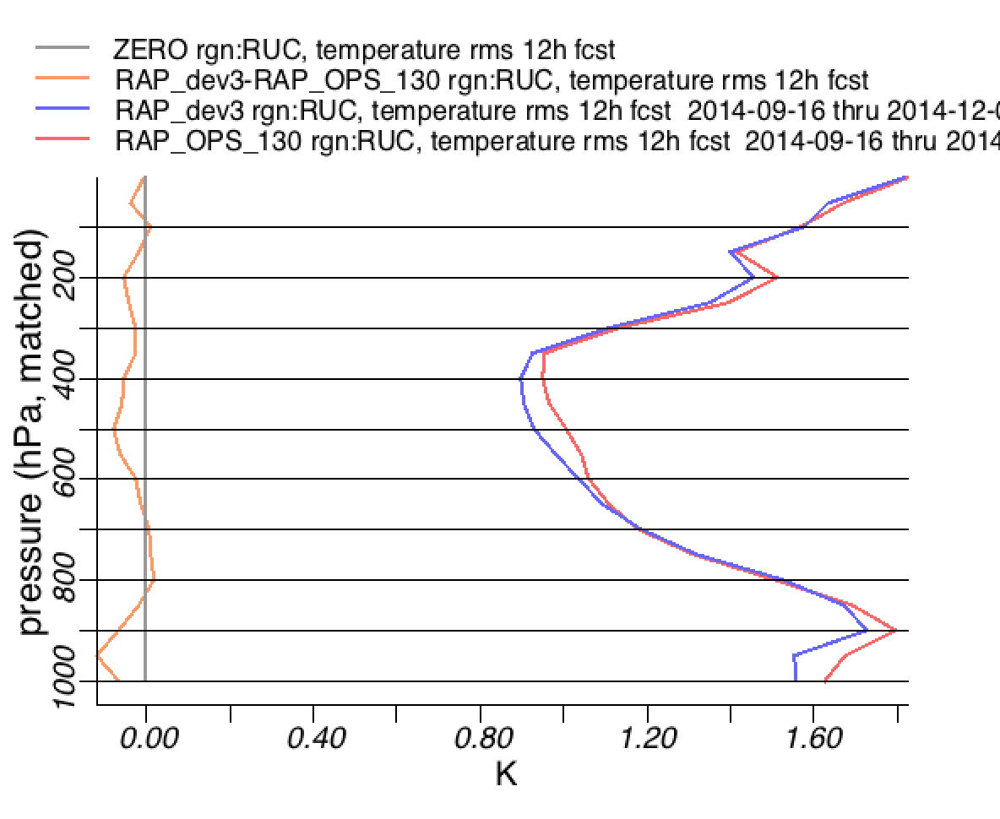 ZERO rgn:RUC, temperature rms 12h fcst
RAP_dev3-RAP_OPS_130 rgn:RUC, temperature rms 12h fcst
RAP_dev3 rgn:RUC, temperature rms 12h fcst 2014-09-16 thru 2014-12-0
RAP_OPS_130 rgn:RUC, temperature rms 12h fcst 2014-09-16 thru 2014
pressure (hPa, matched)
200
400
600
800
1000
0.00 0.40 0.80 1.20 1.60
K